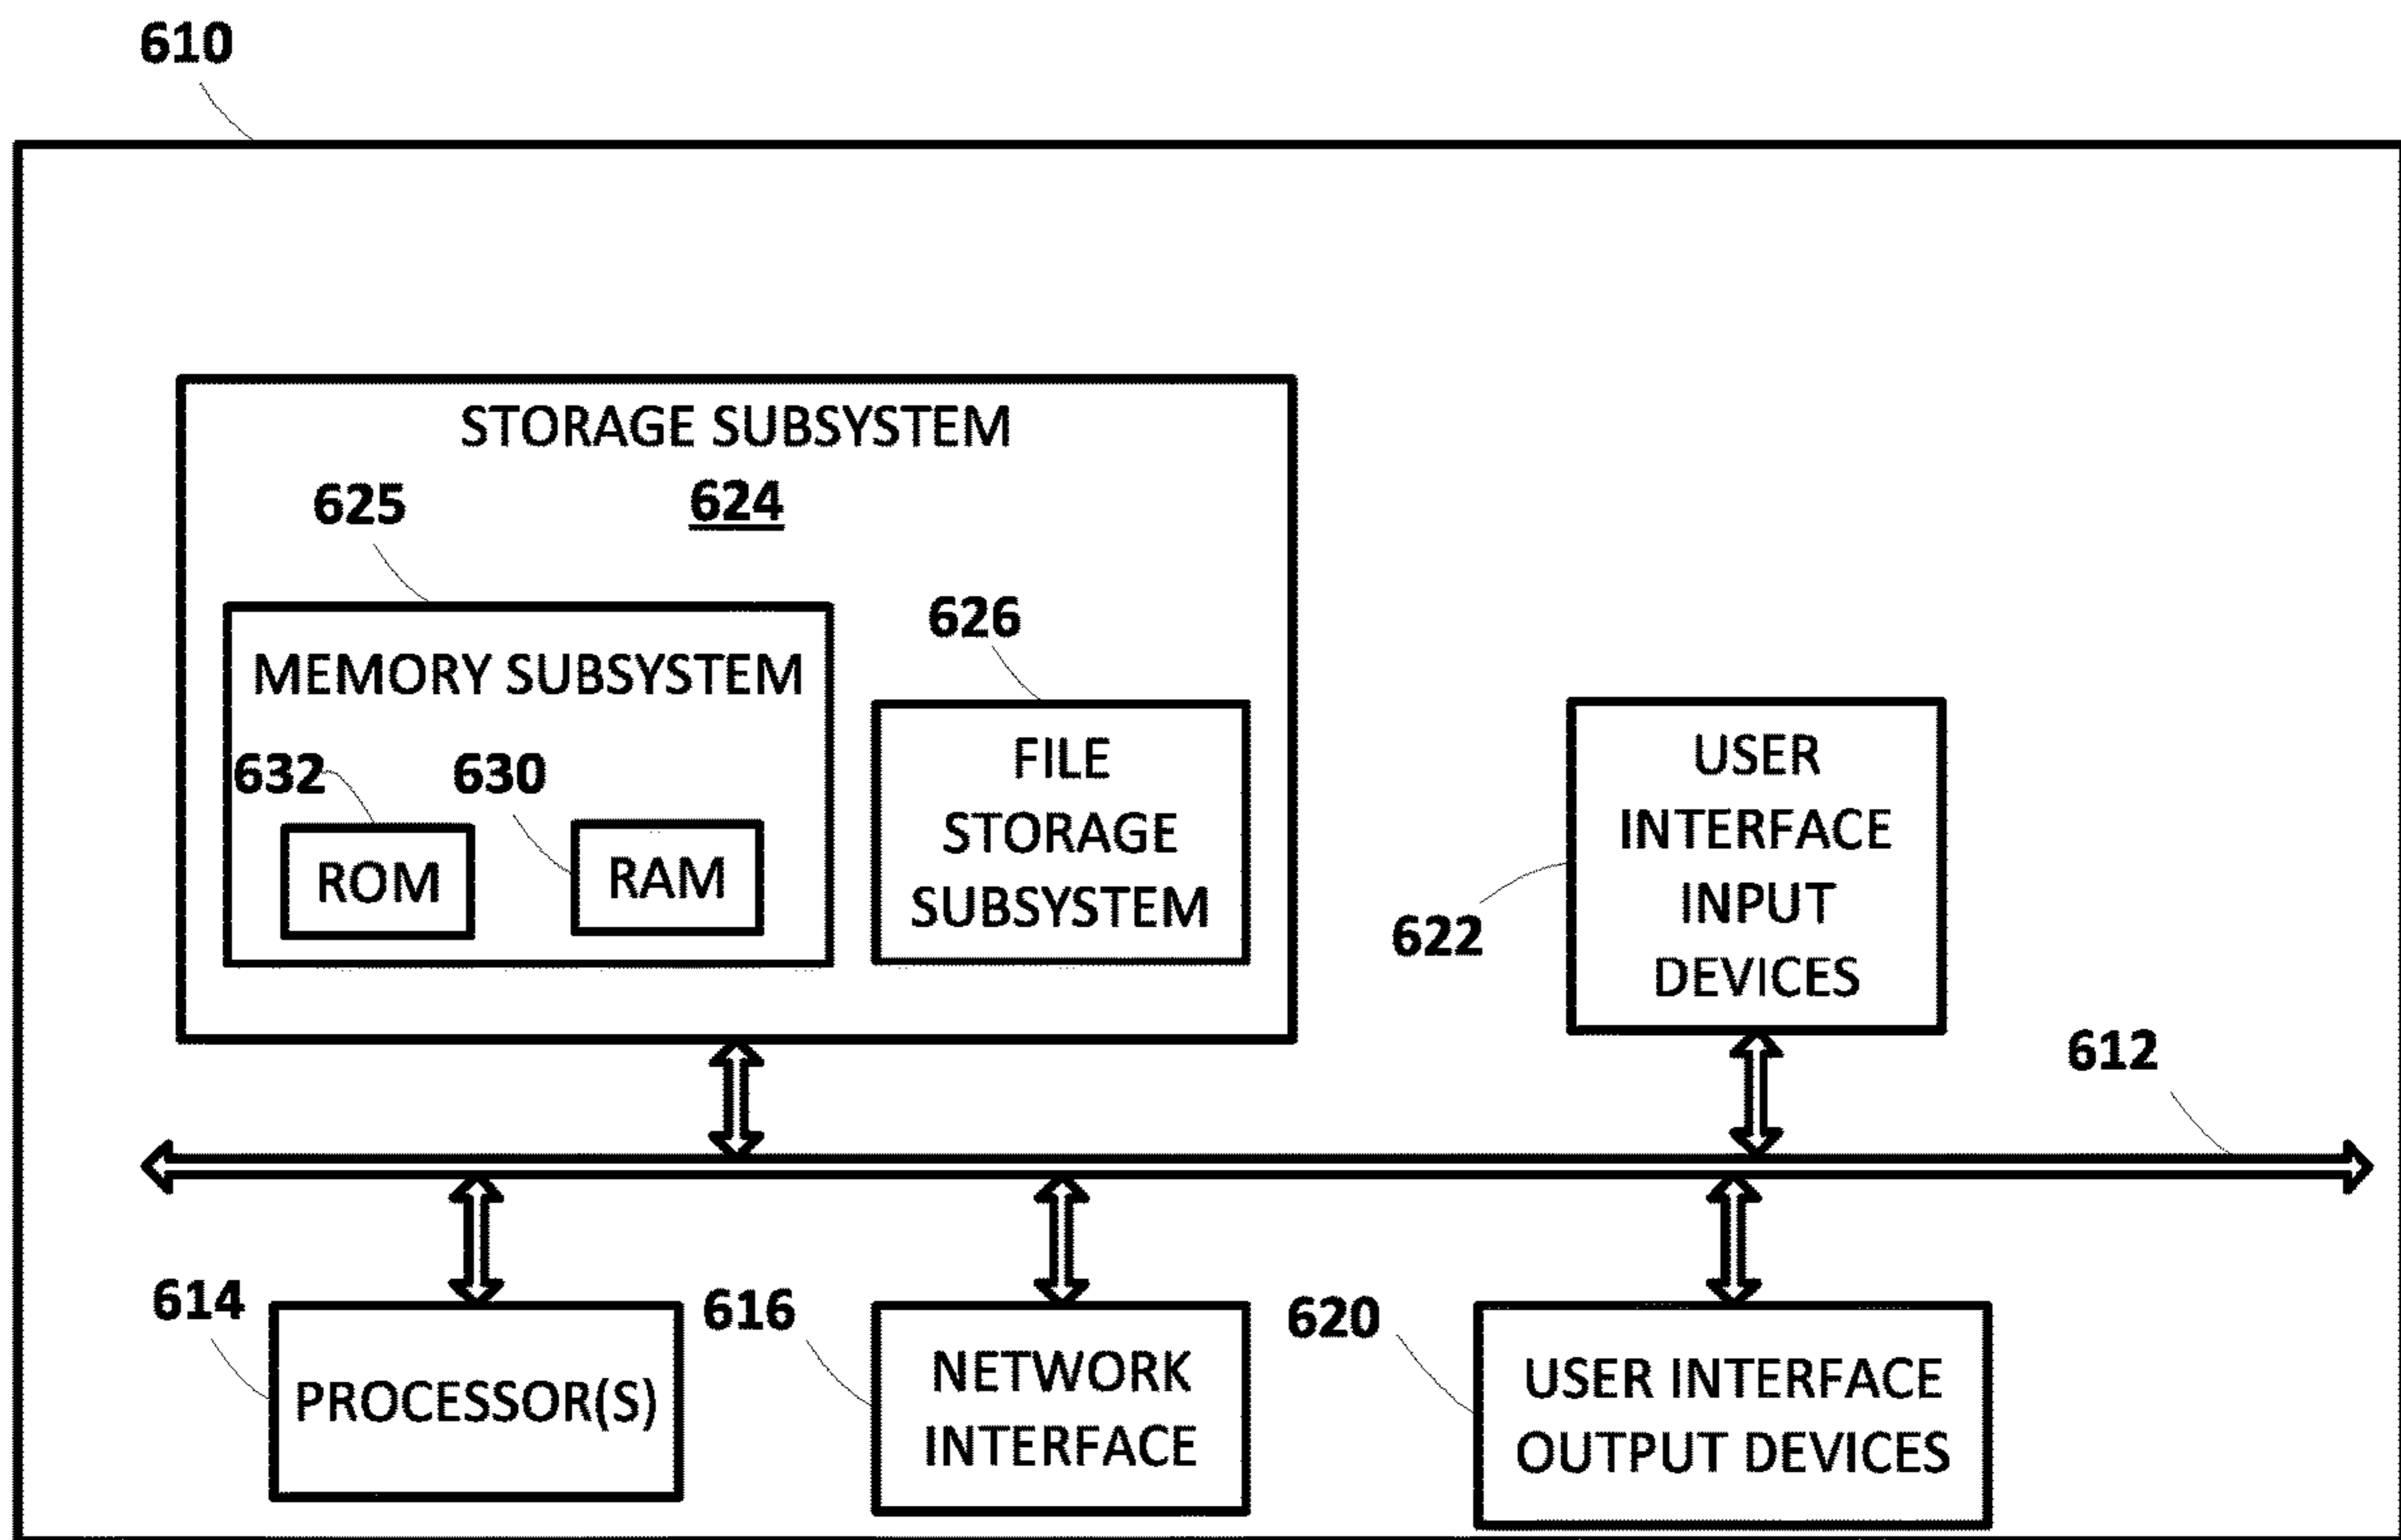 610
STORAGE SUBSYSTEM
624
625
MEMORY SUBSYSTEM
632
630
ROM
RAM
626
FILE
STORAGE
SUBSYSTEM
USER
INTERFACE
INPUT
DEVICES
622
612
614
PROCESSOR(S)
616
NETWORK
INTERFACE
620
USER INTERFACE
OUTPUT DEVICES